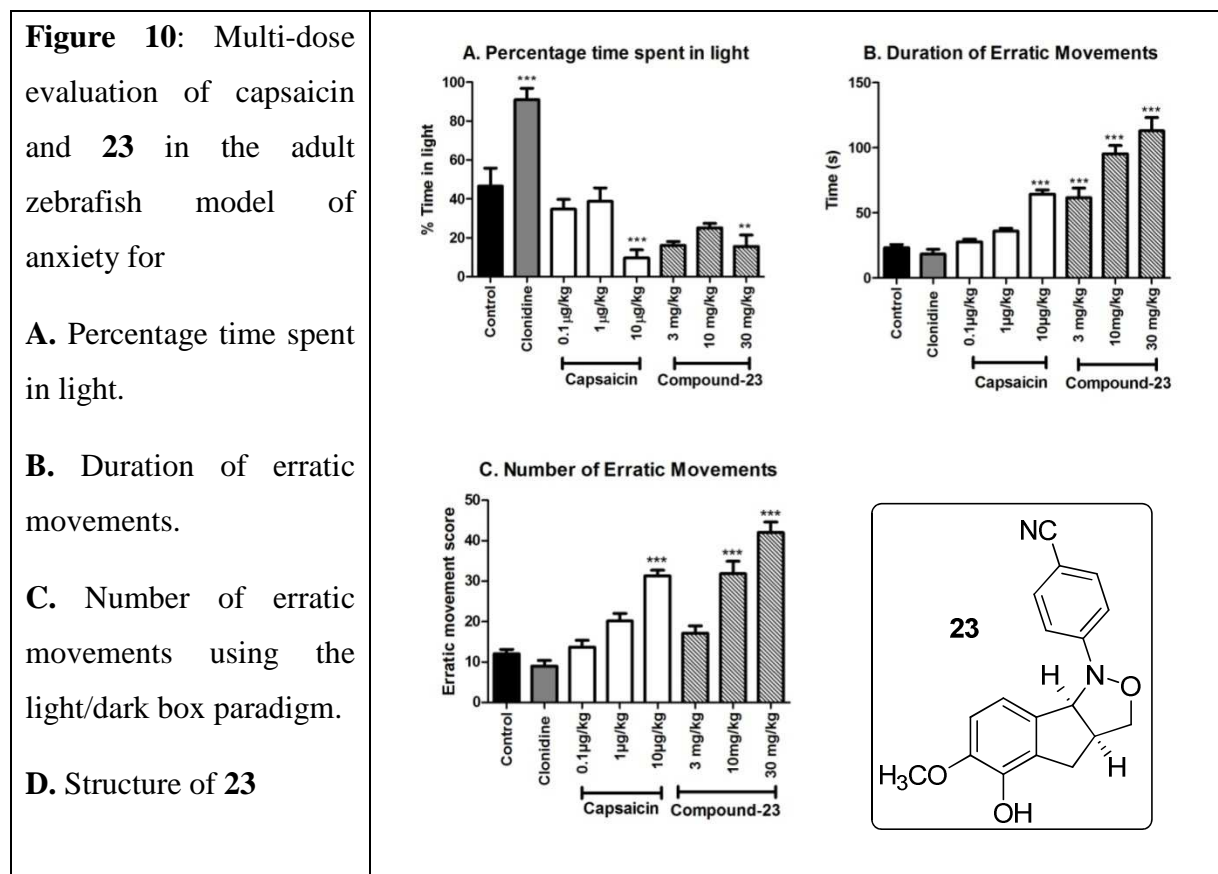 Figure 10: Multi-dose
evaluation of capsaicin
and 23 in the adult
zebrafish model of
anxiety for
A. Percentage time spent
in light.
B. Duration of erratic
movements.
C. Number of erratic
movements using the
light/dark box paradigm.
D. Structure of 23
A. Percentage time spent in light
% Time in light
100
80
60
40
20
0
***
***
**
Control
Clonidine
0.1µg/kg
1µg/kg
10µg/kg
3 mg/kg
10 mg/kg
30 mg/kg
Capsaicin
Compound-23
B. Duration of Erratic Movements
Time (s)
150
100
50
0
***
***
***
***
Control
Clonidine
0.1µg/kg
1µg/kg
10µg/kg
3 mg/kg
10mg/kg
30 mg/kg
Capsaicin
Compound-23
C. Number of Erratic Movements
Erratic movement score
50
40
30
20
10
0
***
***
***
Control
Clonidine
0.1µg/kg
1µg/kg
10µg/kg
3 mg/kg
10mg/kg
30 mg/kg
Capsaicin
Compound-23
NC
23
H
N
O
H3CO
H
OH